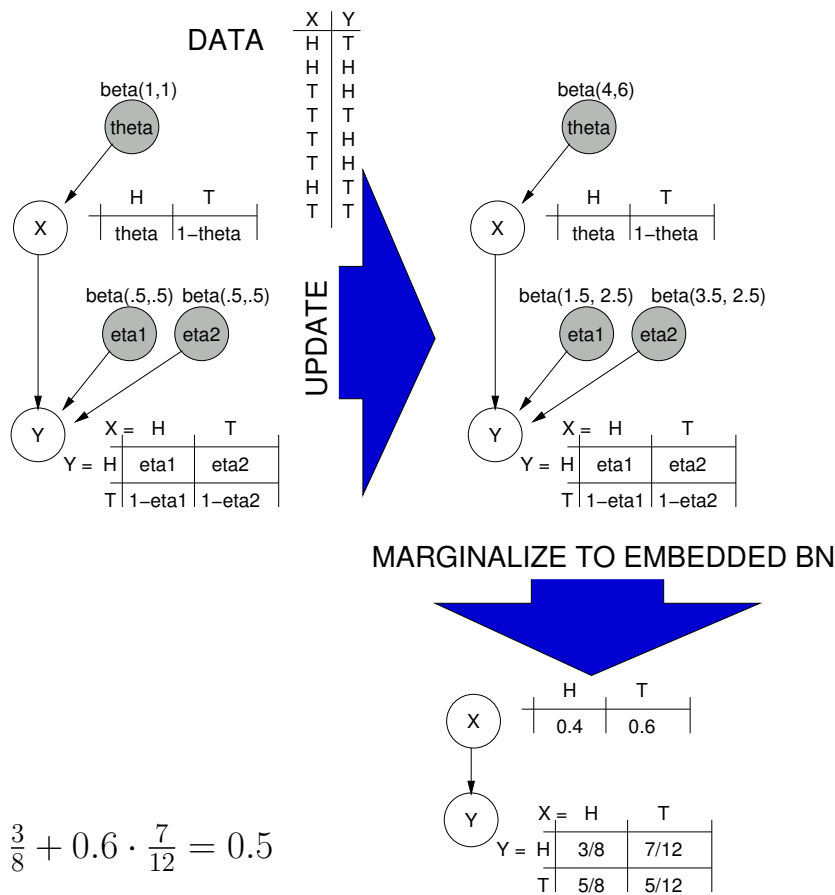 DATA
X Y
H T
H H
T H
T T
T H
T H
H T
T T
beta(1,1)
theta
X
H T
theta 1−theta
beta(.5,.5) beta(.5,.5)
eta1 eta2
Y
X = H T
Y = H eta1 eta2
T 1−eta1 1−eta2
UPDATE
beta(4,6)
theta
X
H T
theta 1−theta
beta(1.5, 2.5) beta(3.5, 2.5)
eta1 eta2
Y
X = H T
Y = H eta1 eta2
T 1−eta1 1−eta2
MARGINALIZE TO EMBEDDED BN
X
H T
0.4 0.6
Y
X = H T
Y = H 3/8 7/12
T 5/8 5/12
3/8 + 0.6 · 7/12 = 0.5